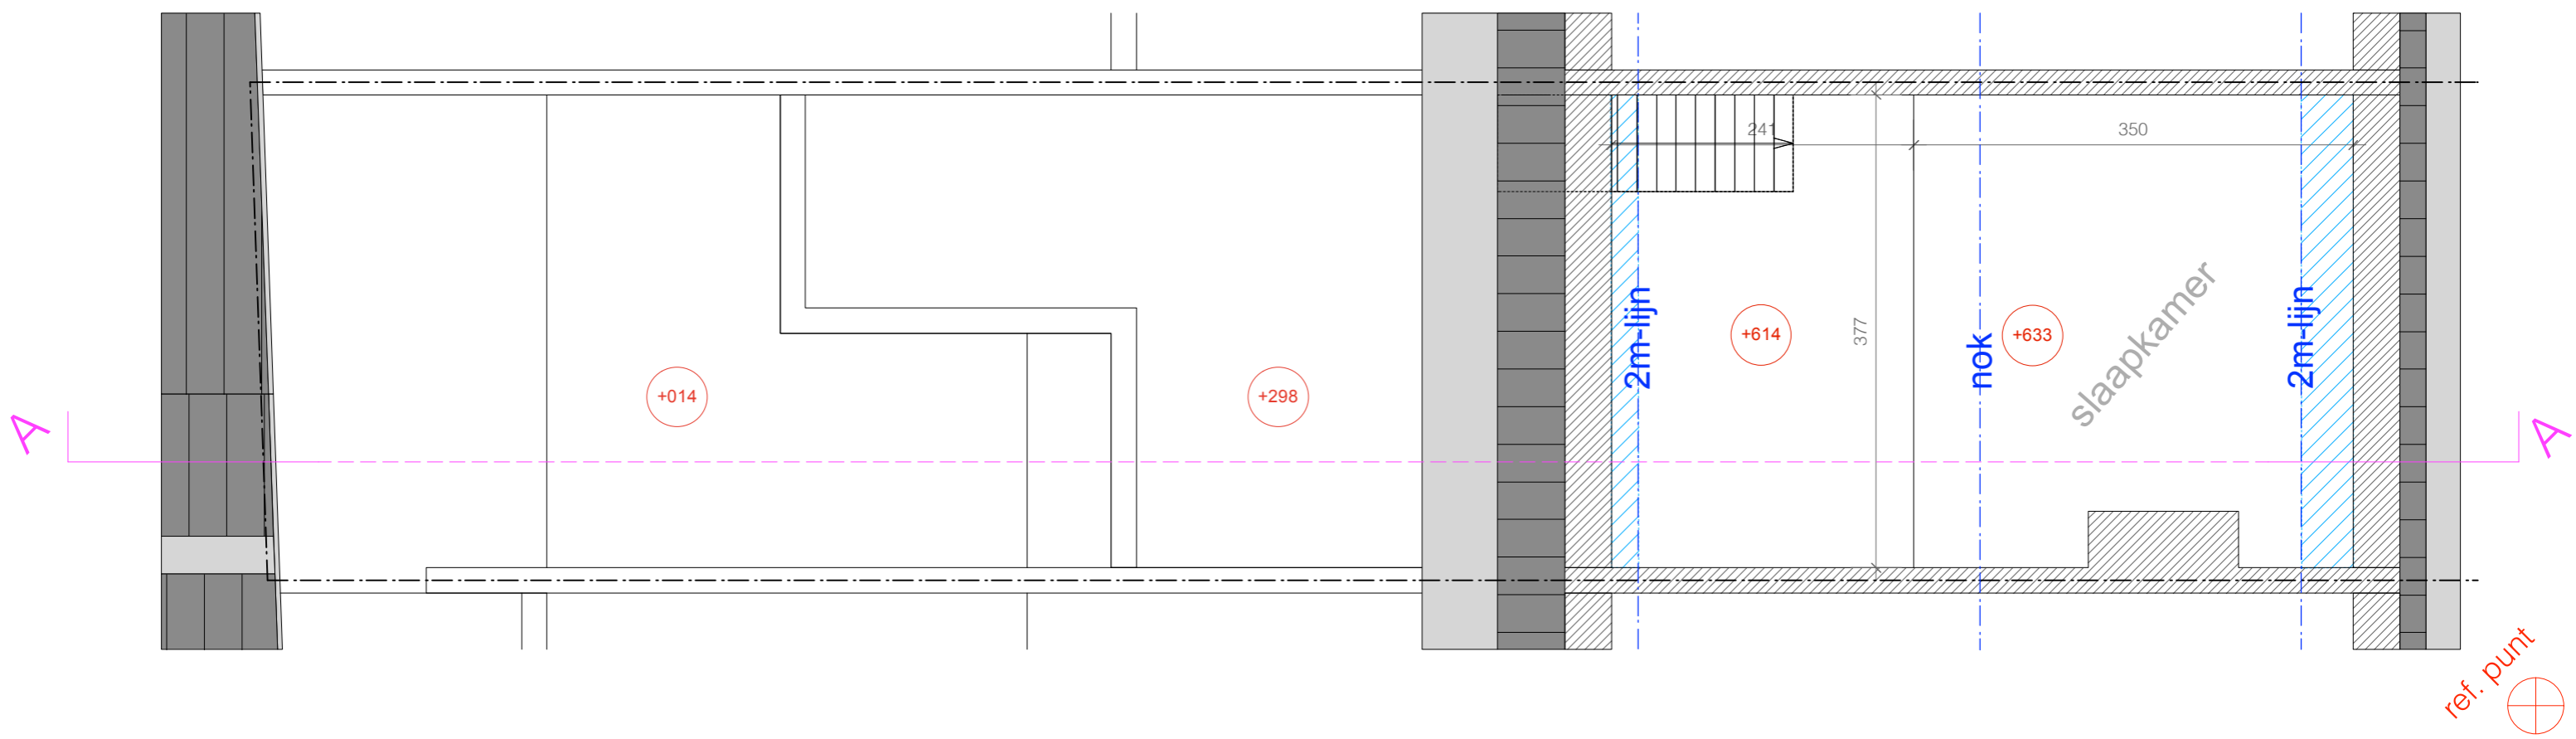 241
350
+014
+298
2m-lijn
+614
377
nok
+633
slaapkamer
2m-lijn
A
A
ref. punt